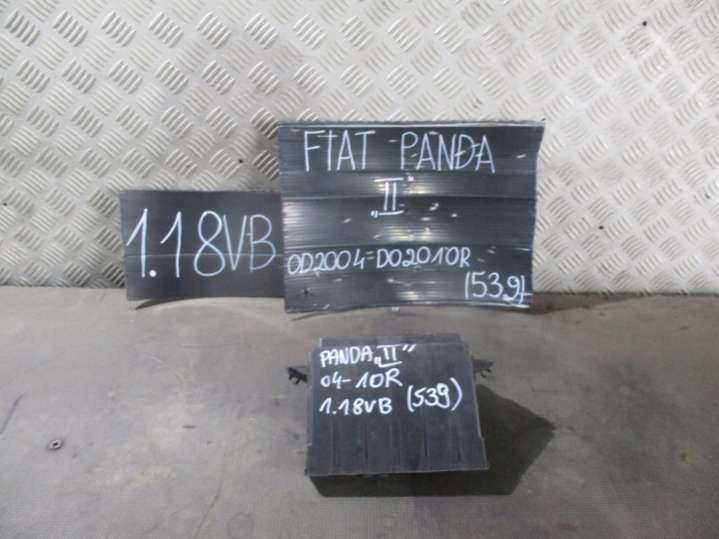 FIAT PANDA
„II"
1.18VB
OD2004-DO2010R
(539)
PANDA „II"
04-10R
1.18VB (539)